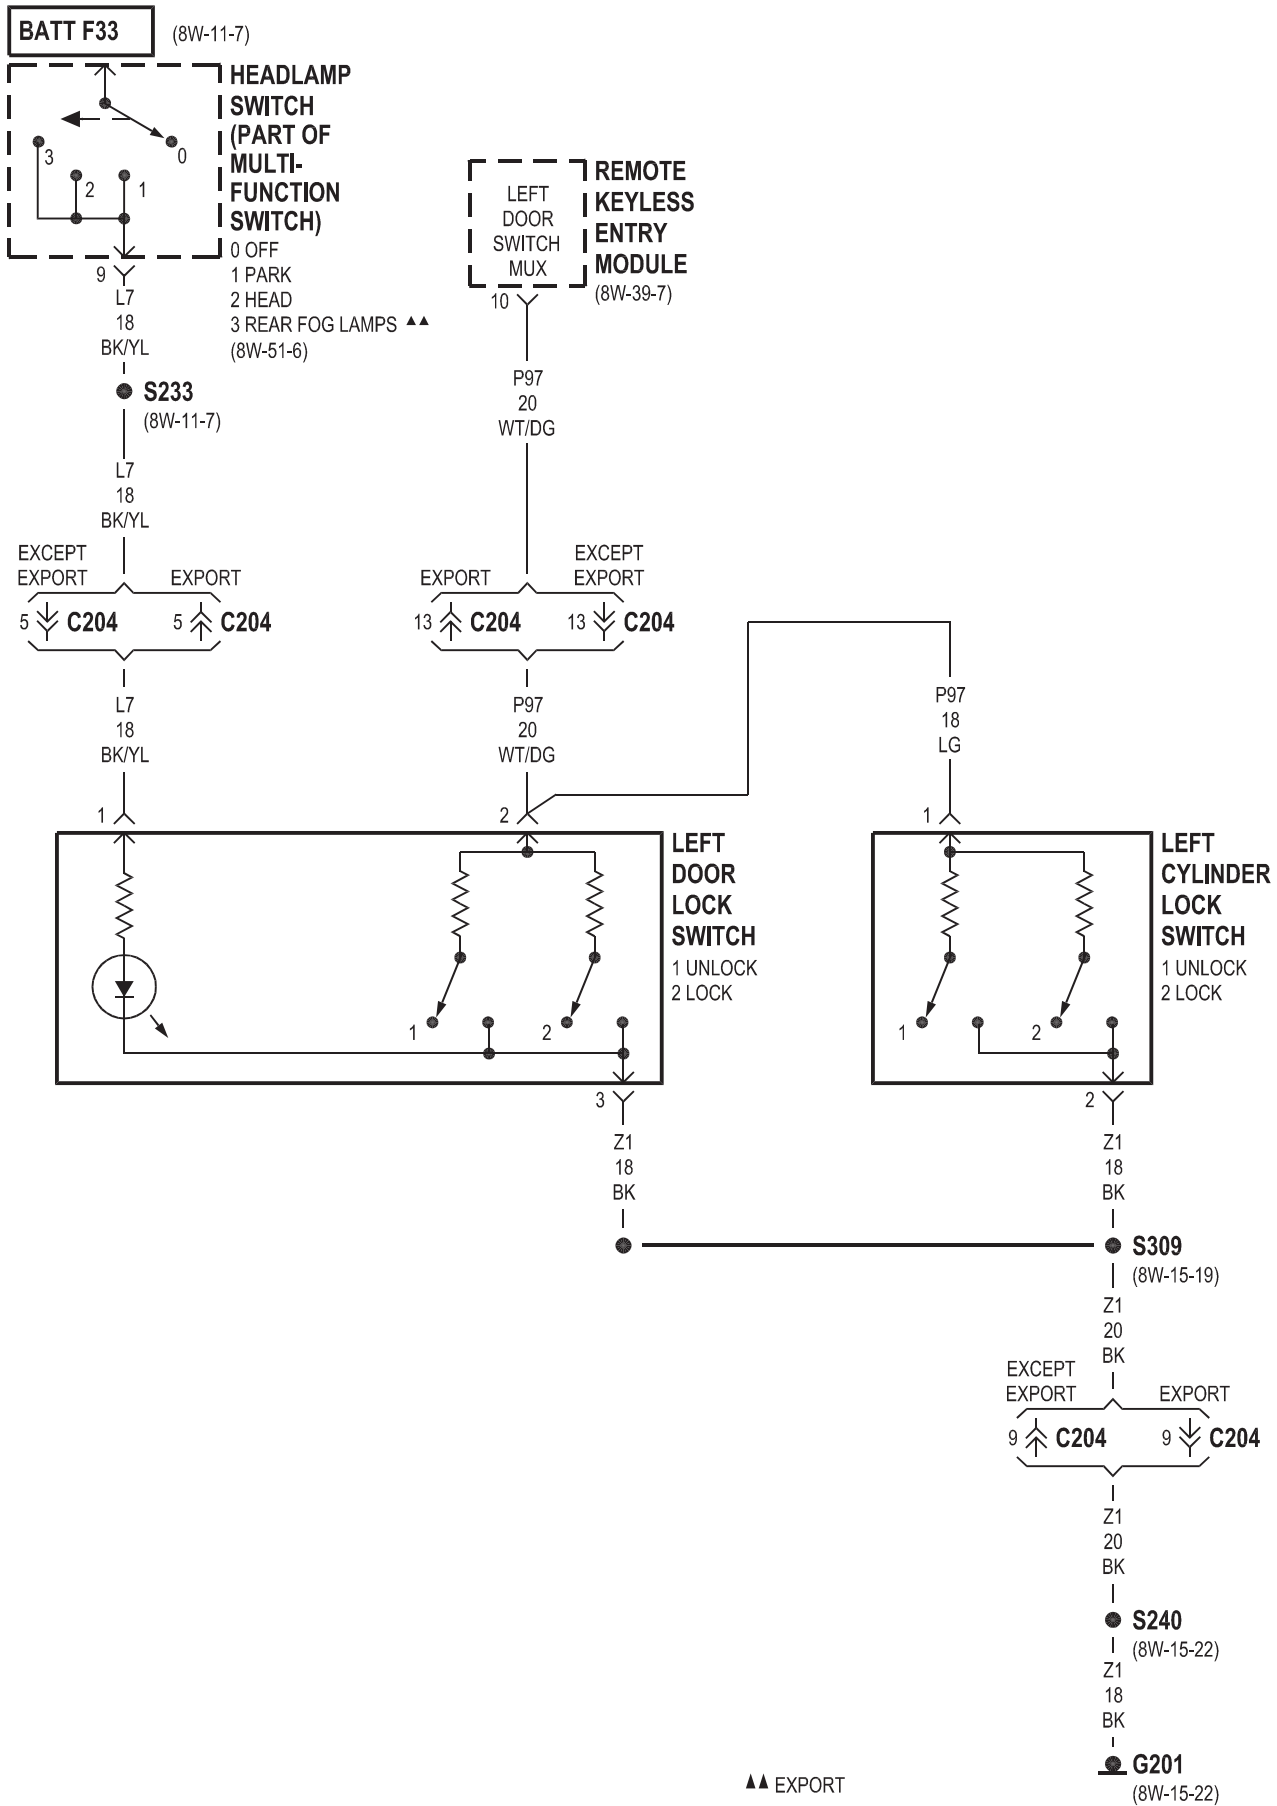 BATT F33
(8W-11-7)
HEADLAMP
SWITCH
(PART OF
MULTI-
FUNCTION
SWITCH)
0 OFF
1 PARK
2 HEAD
3 REAR FOG LAMPS ▲▲
(8W-51-6)
3
2
1
0
9
L7
18
BK/YL
S233
(8W-11-7)
L7
18
BK/YL
EXCEPT
EXPORT
EXPORT
5 C204
5 C204
L7
18
BK/YL
1
LEFT
DOOR
SWITCH
MUX
REMOTE
KEYLESS
ENTRY
MODULE
(8W-39-7)
10
P97
20
WT/DG
EXPORT
EXCEPT
EXPORT
13 C204
13 C204
P97
20
WT/DG
2
P97
18
LG
1
LEFT
DOOR
LOCK
SWITCH
1 UNLOCK
2 LOCK
1
2
3
LEFT
CYLINDER
LOCK
SWITCH
1 UNLOCK
2 LOCK
1
2
2
Z1
18
BK
Z1
18
BK
S309
(8W-15-19)
Z1
20
BK
EXCEPT
EXPORT
EXPORT
9 C204
9 C204
Z1
20
BK
S240
(8W-15-22)
Z1
18
BK
G201
(8W-15-22)
▲▲ EXPORT